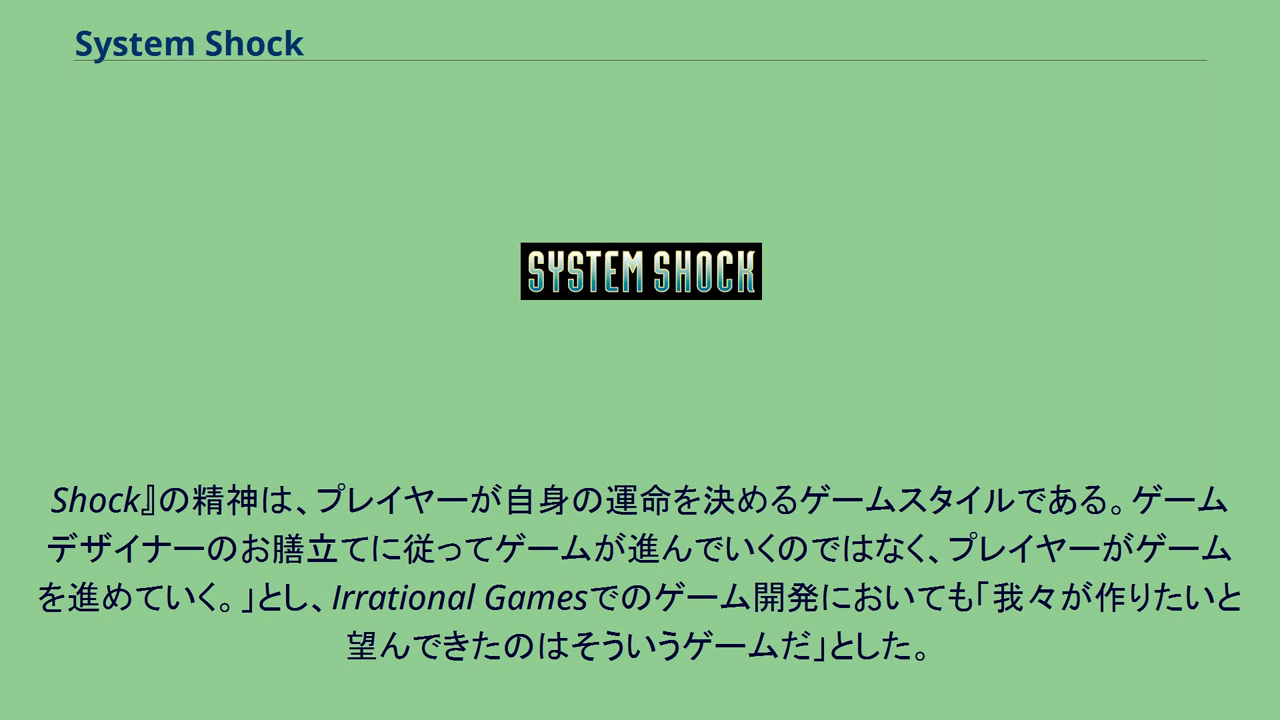 System Shock
SYSTEM SHOCK
Shock』の精神は、プレイヤーが自身の運命を決めるゲームスタイルである。ゲーム
デザイナーのお膳立てに従ってゲームが進んでいくのではなく、プレイヤーがゲーム
を進めていく。」とし、Irrational Gamesでのゲーム開発においても「我々が作りたいと
望んできたのはそういうゲームだ」とした。